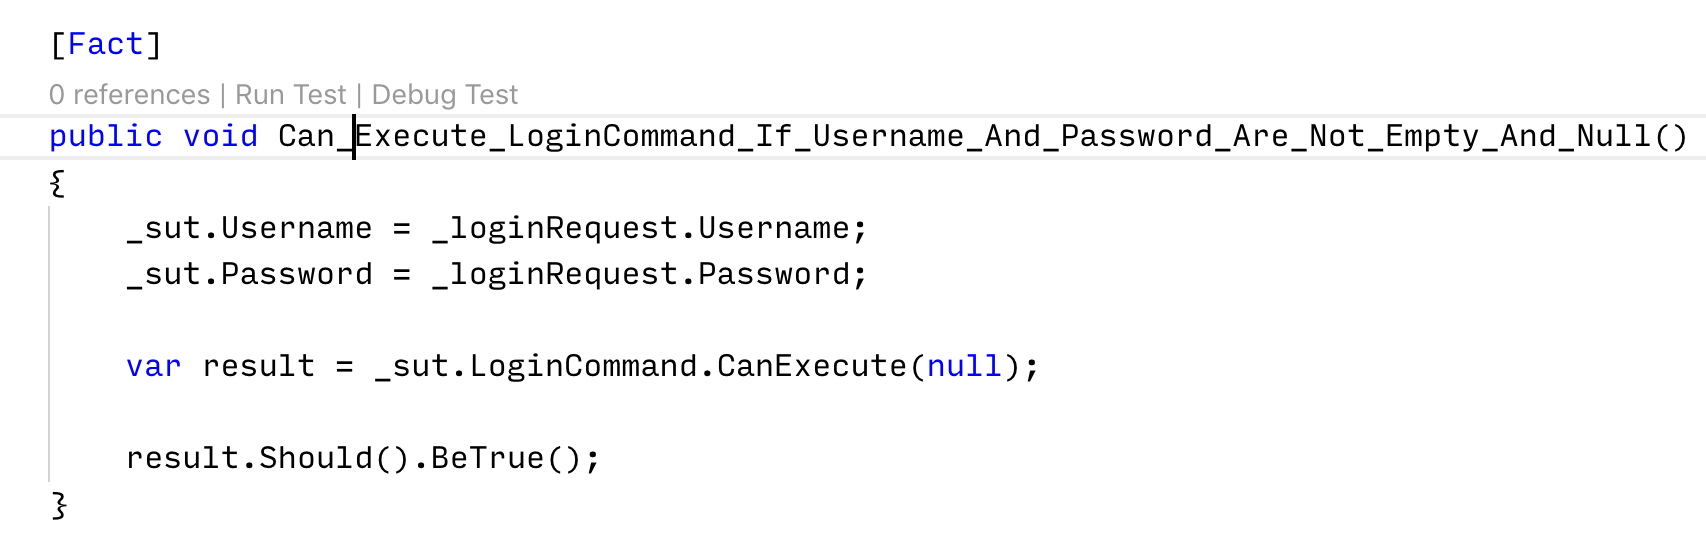 [Fact]
0 references | Run Test | Debug Test
public void Can_Execute_LoginCommand_If_Username_And_Password_Are_Not_Empty_And_Null()
{
_sut.Username = _loginRequest.Username;
_sut.Password = _loginRequest.Password;
var result = _sut.LoginCommand.CanExecute(null);
result.Should().BeTrue();
}